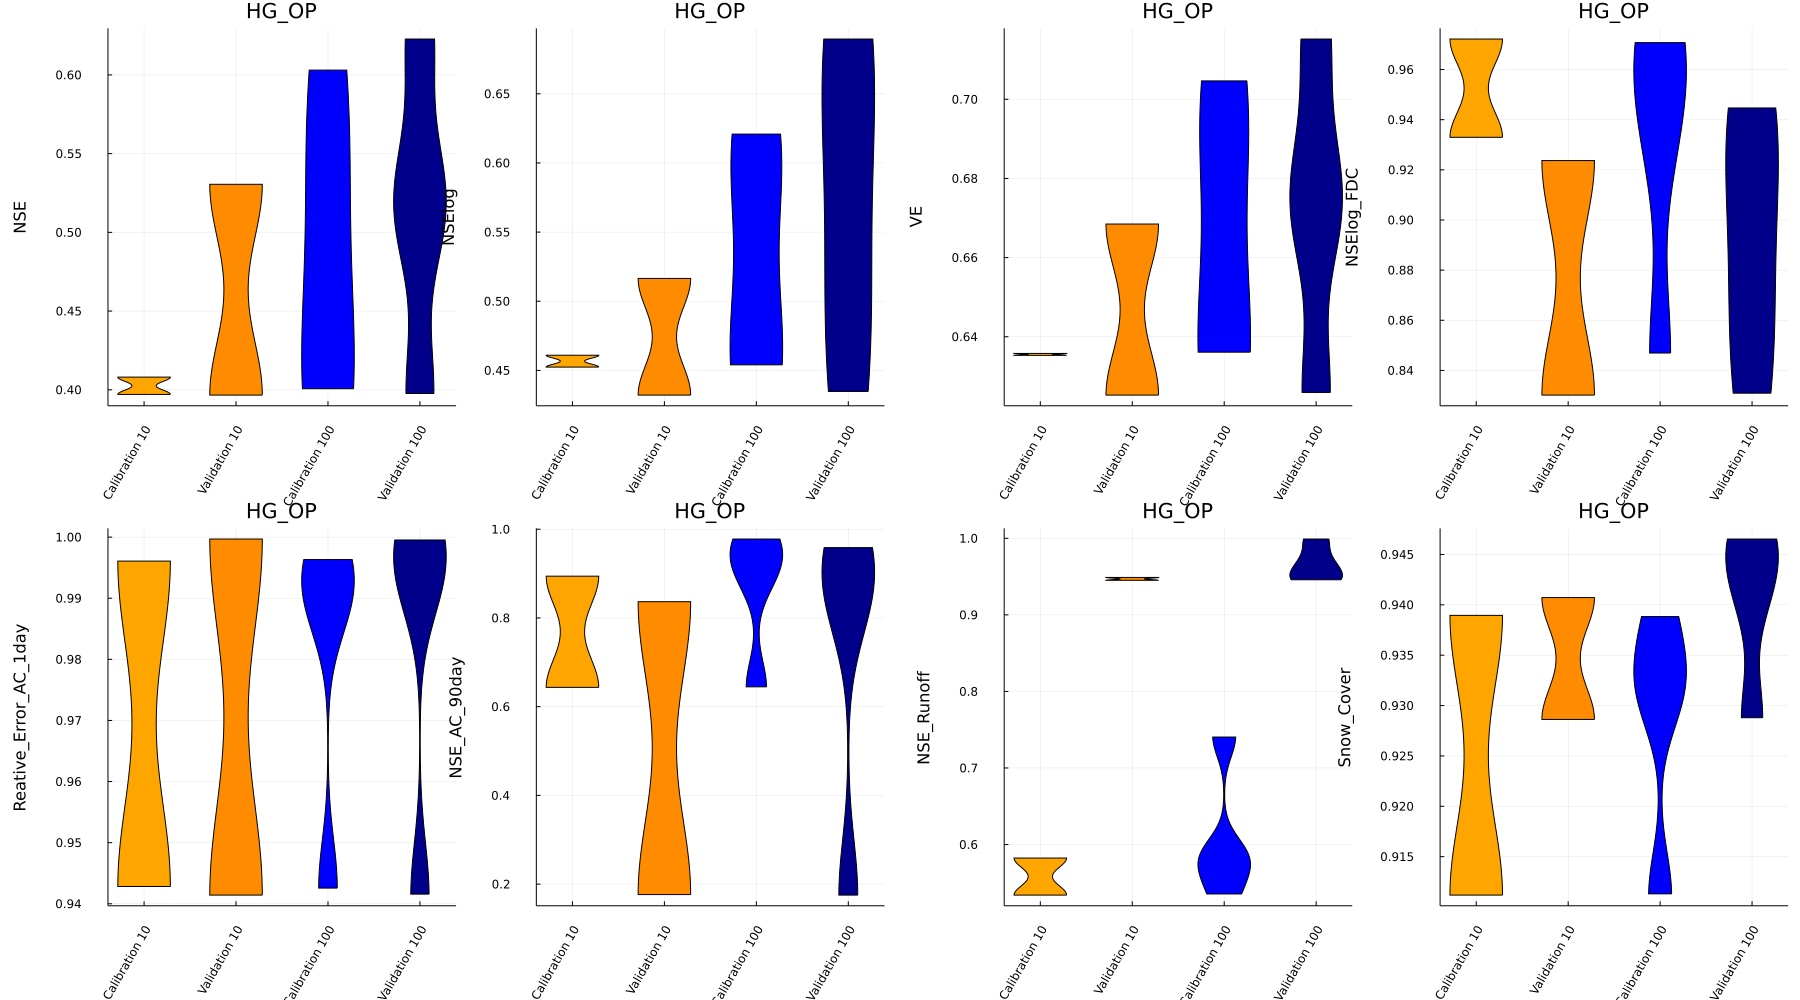 HG_OP
NSE
0.60
0.55
0.50
0.45
0.40
Calibration 10
Validation 10
Calibration 100
Validation 100
HG_OP
NSElog
0.65
0.60
0.55
0.50
0.45
Calibration 10
Validation 10
Calibration 100
Validation 100
HG_OP
VE
0.70
0.68
0.66
0.64
Calibration 10
Validation 10
Calibration 100
Validation 100
HG_OP
NSElog_FDC
0.96
0.94
0.92
0.90
0.88
0.86
0.84
Calibration 10
Validation 10
Calibration 100
Validation 100
HG_OP
Reative_Error_AC_1day
1.00
0.99
0.98
0.97
0.96
0.95
0.94
Calibration 10
Validation 10
Calibration 100
Validation 100
HG_OP
NSE_AC_90day
1.0
0.8
0.6
0.4
0.2
Calibration 10
Validation 10
Calibration 100
Validation 100
HG_OP
NSE_Runoff
1.0
0.9
0.8
0.7
0.6
Calibration 10
Validation 10
Calibration 100
Validation 100
HG_OP
Snow_Cover
0.945
0.940
0.935
0.930
0.925
0.920
0.915
Calibration 10
Validation 10
Calibration 100
Validation 100